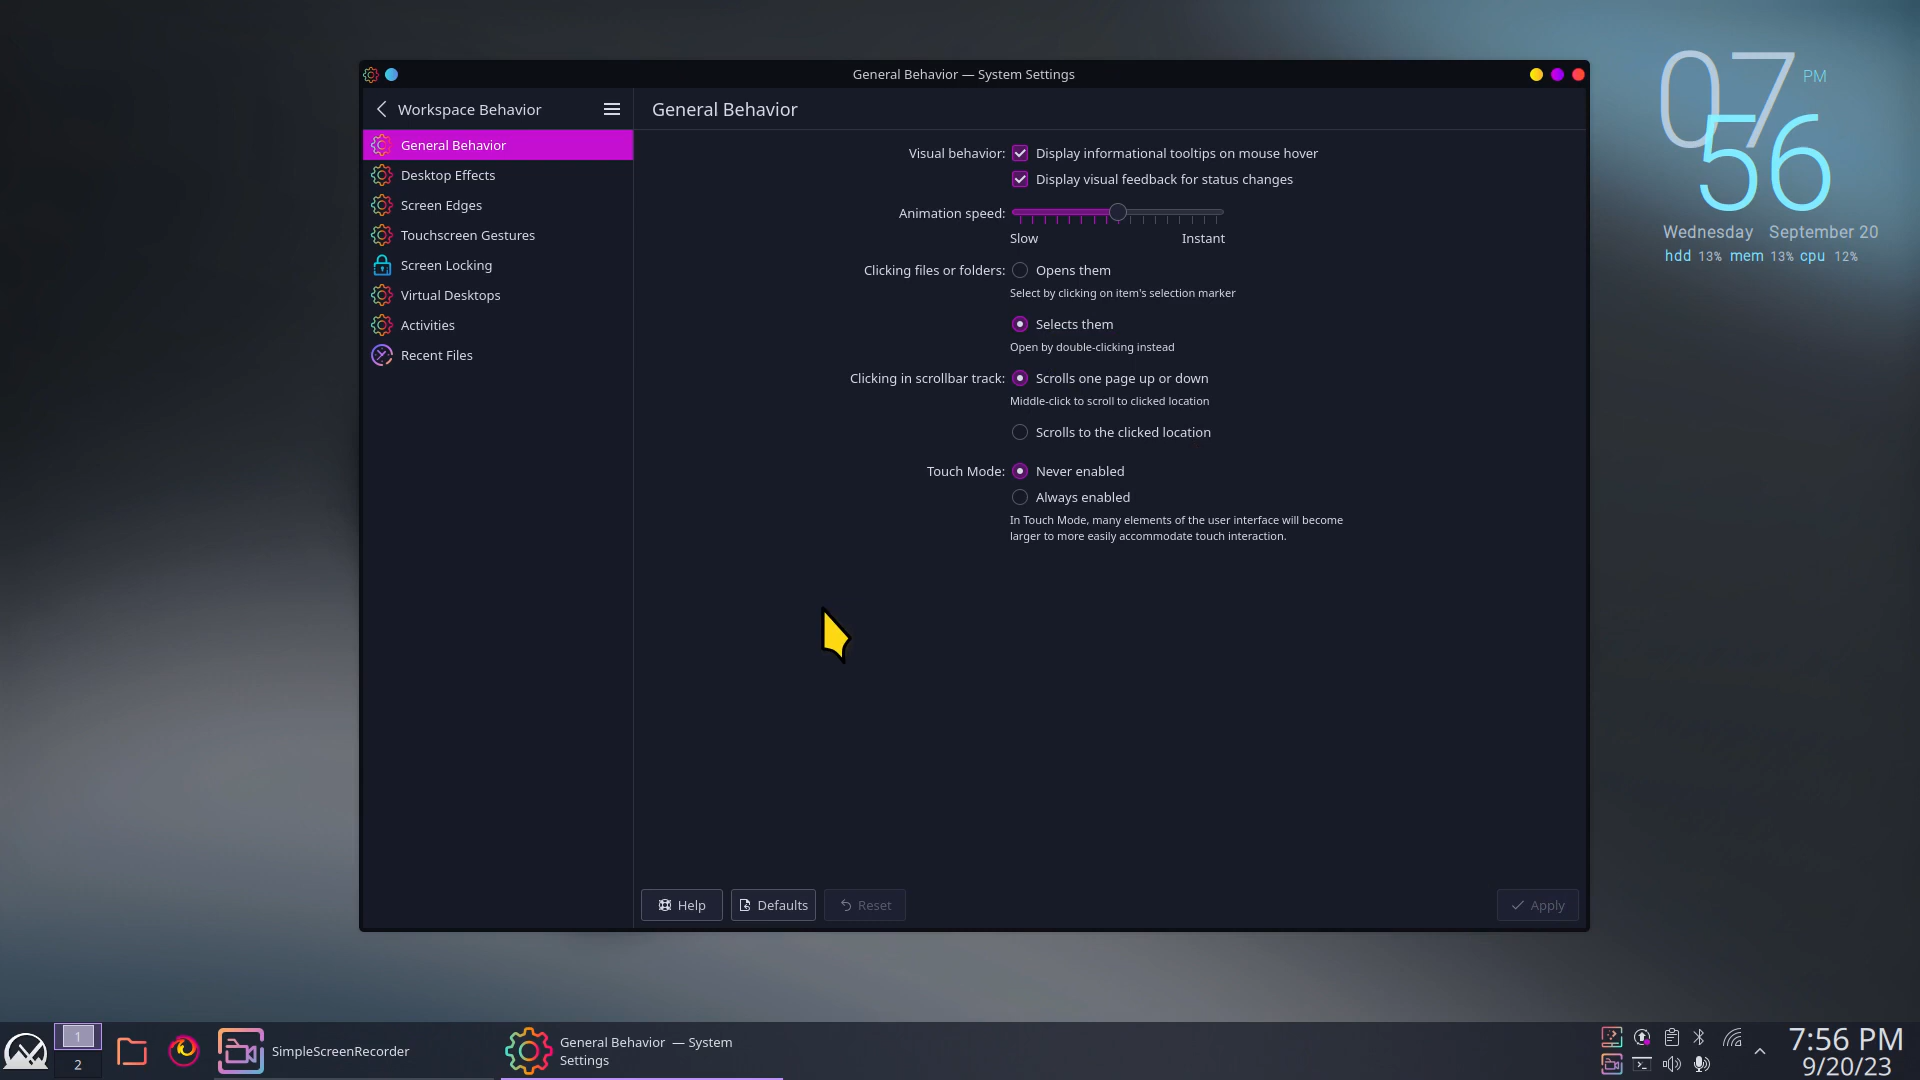 General Behavior — System Settings
Workspace Behavior
General Behavior
General Behavior
Desktop Effects
Screen Edges
Touchscreen Gestures
Screen Locking
Virtual Desktops
Activities
Recent Files
Visual behavior:
Display informational tooltips on mouse hover
Display visual feedback for status changes
Animation speed:
Slow
Instant
Clicking files or folders:
Opens them
Select by clicking on item's selection marker
Selects them
Open by double-clicking instead
Clicking in scrollbar track:
Scrolls one page up or down
Middle-click to scroll to clicked location
Scrolls to the clicked location
Touch Mode:
Never enabled
Always enabled
In Touch Mode, many elements of the user interface will become
larger to more easily accommodate touch interaction.
Help
Defaults
Reset
Apply
07 PM
56
Wednesday September 20
hdd 13% mem 13% cpu 12%
1
2
SimpleScreenRecorder
General Behavior — System
Settings
7:56 PM
9/20/23